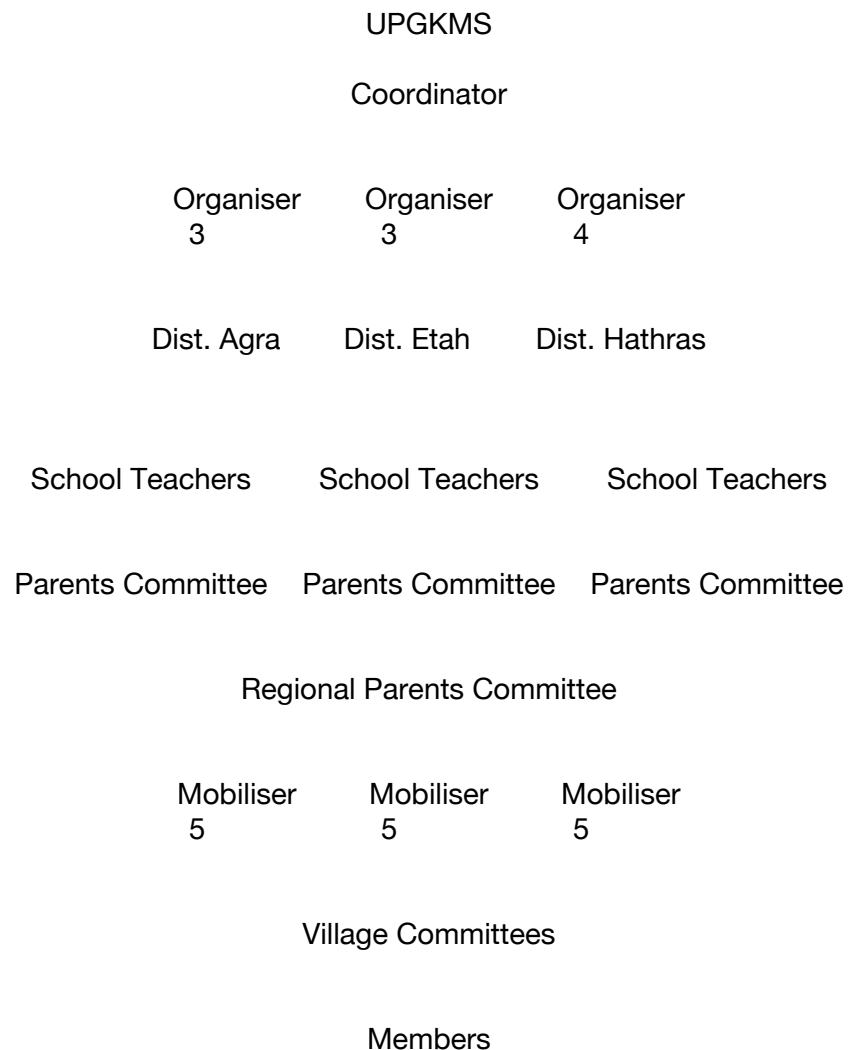 UPGKMS
Coordinator
Organiser Organiser Organiser
3 3 4
Dist. Agra Dist. Etah Dist. Hathras
School Teachers School Teachers School Teachers
Parents Committee Parents Committee Parents Committee
Regional Parents Committee
Mobiliser Mobiliser Mobiliser
5 5 5
Village Committees
Members